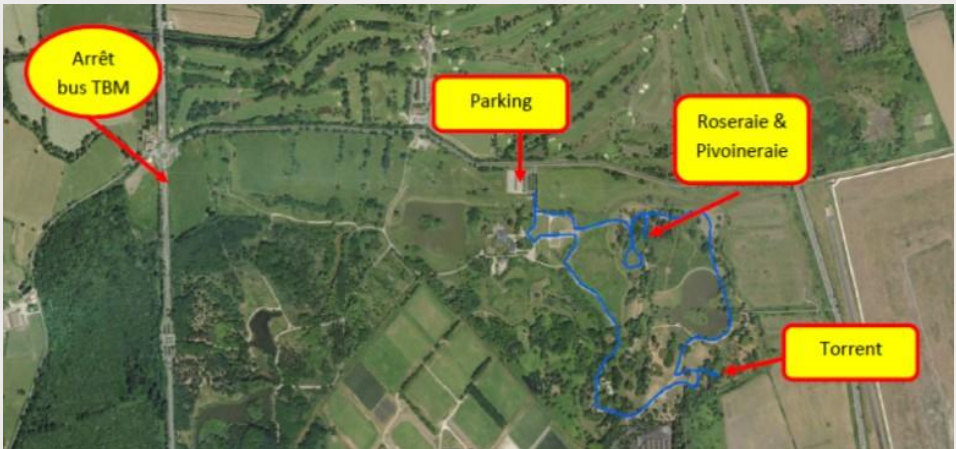 Arrêt
bus TBM
Parking
Roseraie &
Pivoineraie
Torrent